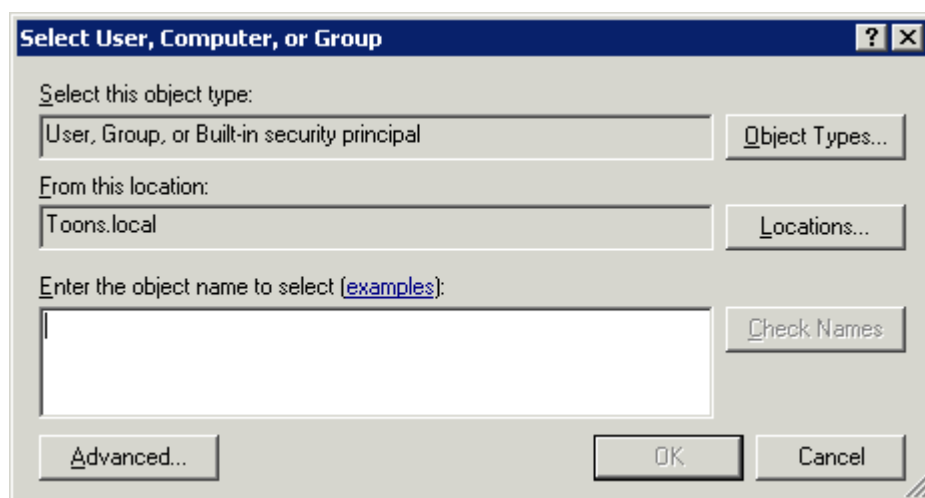 Select User, Computer, or Group
Select this object type:
User, Group, or Built-in security principal
Object Types...
From this location:
Toons.local
Locations...
Enter the object name to select (examples):
Check Names
Advanced...
OK
Cancel